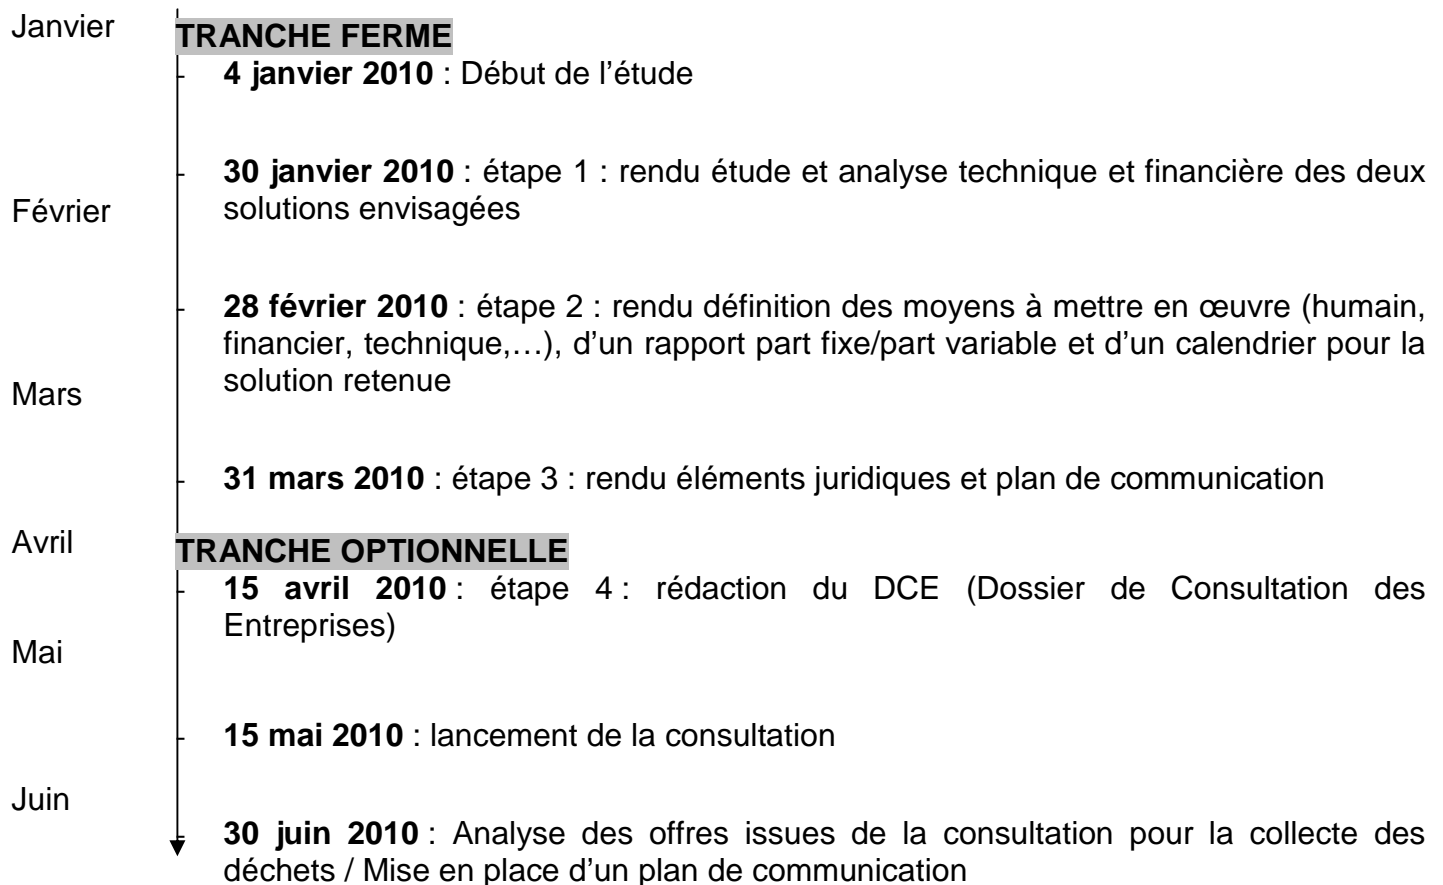 Janvier
TRANCHE FERME
- 4 janvier 2010 : Début de l'étude
- 30 janvier 2010 : étape 1 : rendu étude et analyse technique et financière des deux
solutions envisagées
Février
- 28 février 2010 : étape 2 : rendu définition des moyens à mettre en œuvre (humain,
financier, technique,…), d'un rapport part fixe/part variable et d'un calendrier pour la
solution retenue
Mars
- 31 mars 2010 : étape 3 : rendu éléments juridiques et plan de communication
Avril
TRANCHE OPTIONNELLE
- 15 avril 2010 : étape 4 : rédaction du DCE (Dossier de Consultation des
Entreprises)
Mai
- 15 mai 2010 : lancement de la consultation
Juin
- 30 juin 2010 : Analyse des offres issues de la consultation pour la collecte des
déchets / Mise en place d'un plan de communication